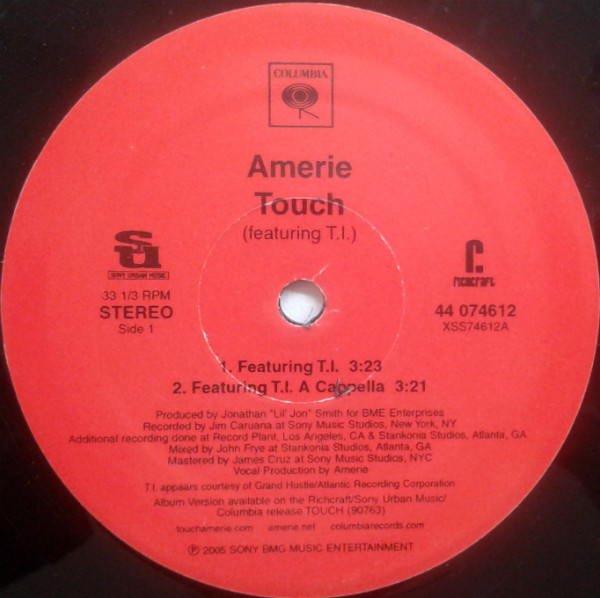 COLUMBIA
Amerie
Touch
(featuring T.I.)
su
SONY URBAN MUSIC
r.
RICHCRAFT
33 1/3 RPM
STEREO
Side 1
44 074612
XSS74612A
1. Featuring T.I. 3:23
2. Featuring T.I. A Cappella 3:21
Produced by Jonathan "Lil' Jon" Smith for BME Enterprises
Recorded by Jim Caruana at Sony Music Studios, New York, NY
Additional recording done at Record Plant, Los Angeles, CA & Stankonia Studios, Atlanta, GA
Mixed by John Frye at Stankonia Studios, Atlanta, GA
Mastered by James Cruz at Sony Music Studios, NYC
Vocal Production by Amerie
T.I. appears courtesy of Grand Hustle/Atlantic Recording Corporation
Album Version available on the Richcraft/Sony Urban Music/
Columbia release TOUCH (90763)
touchamerie.com amerie.net columbiarecords.com
℗ 2005 SONY BMG MUSIC ENTERTAINMENT